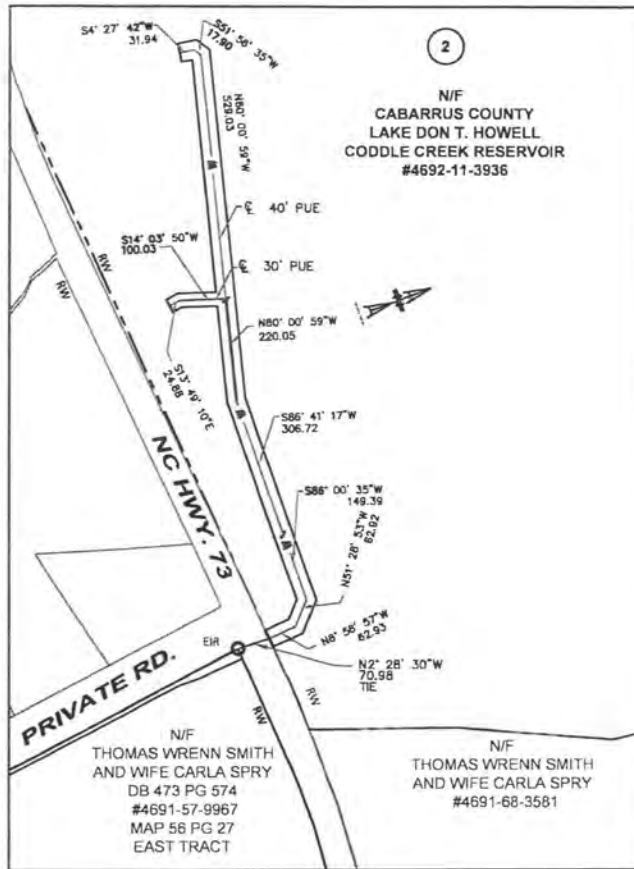 S4° 27' 42"W
31.94
S51° 56' 35"W
17.90
2
N/F
CABARRUS COUNTY
LAKE DON T. HOWELL
CODDLE CREEK RESERVOIR
#4692-11-3936
N80° 00' 59"W
529.03
W
℄ 40' PUE
S14° 03' 50"W
100.03
℄ 30' PUE
RW
RW
N80° 00' 59"W
220.05
S13° 49' 10"E
24.88
W
S86° 41' 17"W
306.72
NC HWY. 73
S86° 00' 35"W
149.39
W
N51° 28' 53"W
62.92
EIR
N8° 58' 57"W
62.93
N2° 28' 30"W
70.98
TIE
PRIVATE RD.
RW
RW
N/F
THOMAS WRENN SMITH
AND WIFE CARLA SPRY
DB 473 PG 574
#4691-57-9967
MAP 56 PG 27
EAST TRACT
N/F
THOMAS WRENN SMITH
AND WIFE CARLA SPRY
#4691-68-3581